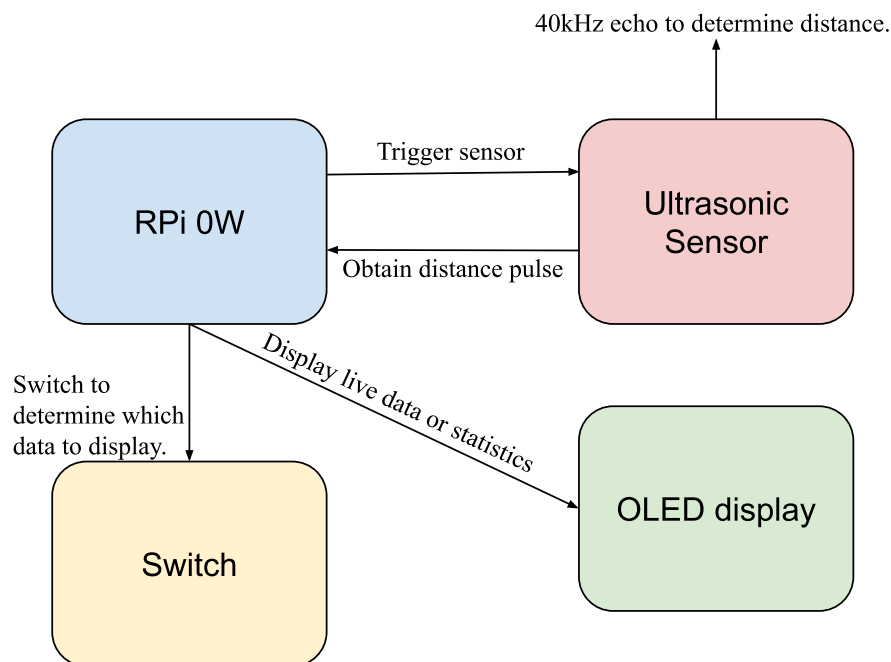 40kHz echo to determine distance.
Trigger sensor
RPi 0W
Ultrasonic
Sensor
Obtain distance pulse
Switch to
determine which
data to display.
Display live data or statistics
OLED display
Switch